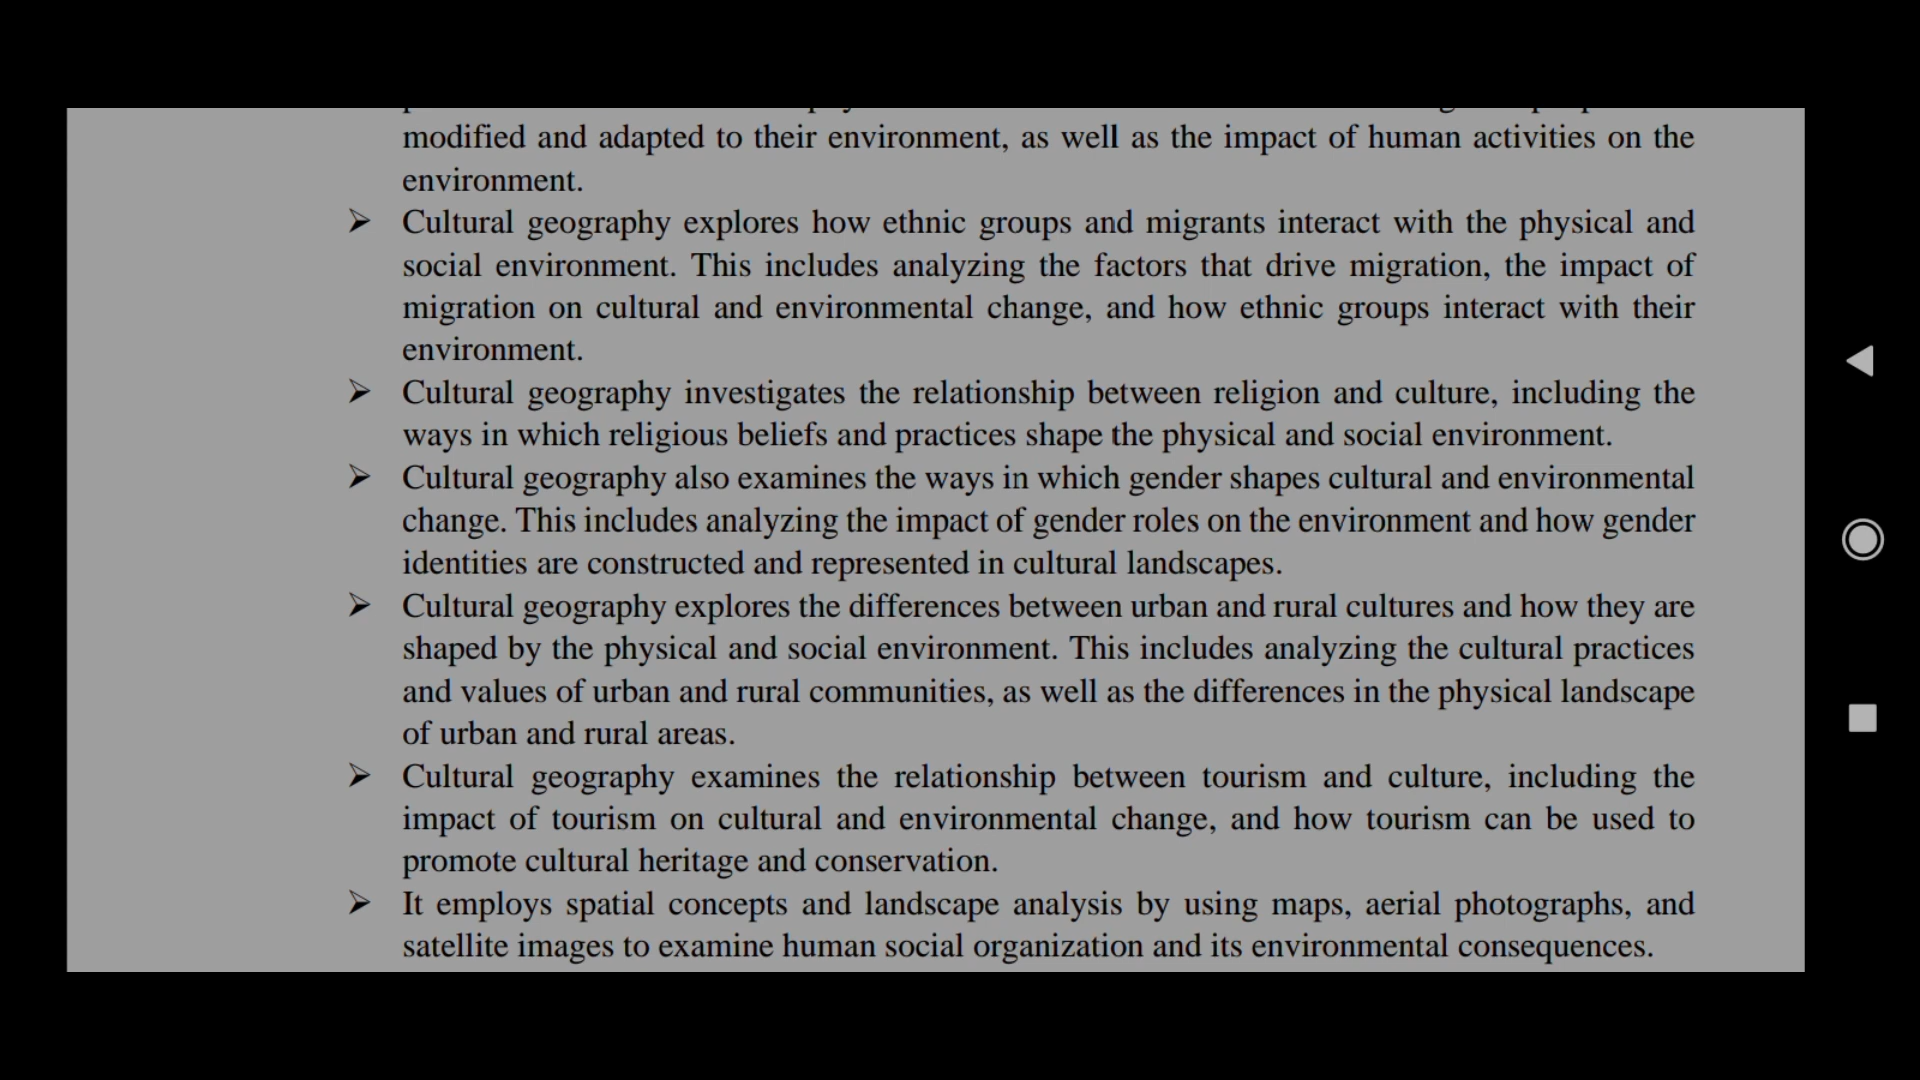 modified and adapted to their environment, as well as the impact of human activities on the
environment.
➢ Cultural geography explores how ethnic groups and migrants interact with the physical and
social environment. This includes analyzing the factors that drive migration, the impact of
migration on cultural and environmental change, and how ethnic groups interact with their
environment.
➢ Cultural geography investigates the relationship between religion and culture, including the
ways in which religious beliefs and practices shape the physical and social environment.
➢ Cultural geography also examines the ways in which gender shapes cultural and environmental
change. This includes analyzing the impact of gender roles on the environment and how gender
identities are constructed and represented in cultural landscapes.
➢ Cultural geography explores the differences between urban and rural cultures and how they are
shaped by the physical and social environment. This includes analyzing the cultural practices
and values of urban and rural communities, as well as the differences in the physical landscape
of urban and rural areas.
➢ Cultural geography examines the relationship between tourism and culture, including the
impact of tourism on cultural and environmental change, and how tourism can be used to
promote cultural heritage and conservation.
➢ It employs spatial concepts and landscape analysis by using maps, aerial photographs, and
satellite images to examine human social organization and its environmental consequences.